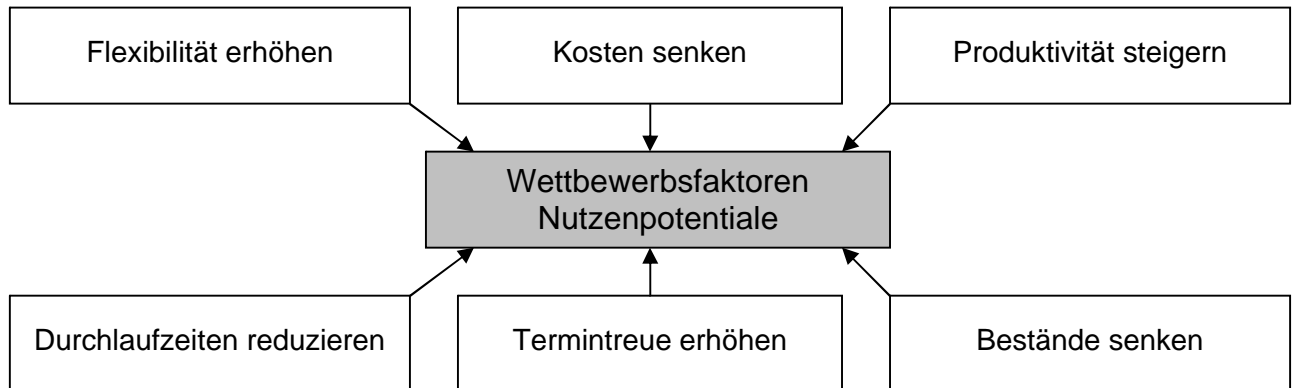 Flexibilität erhöhen
Kosten senken
Produktivität steigern
Wettbewerbsfaktoren
Nutzenpotentiale
Durchlaufzeiten reduzieren
Termintreue erhöhen
Bestände senken